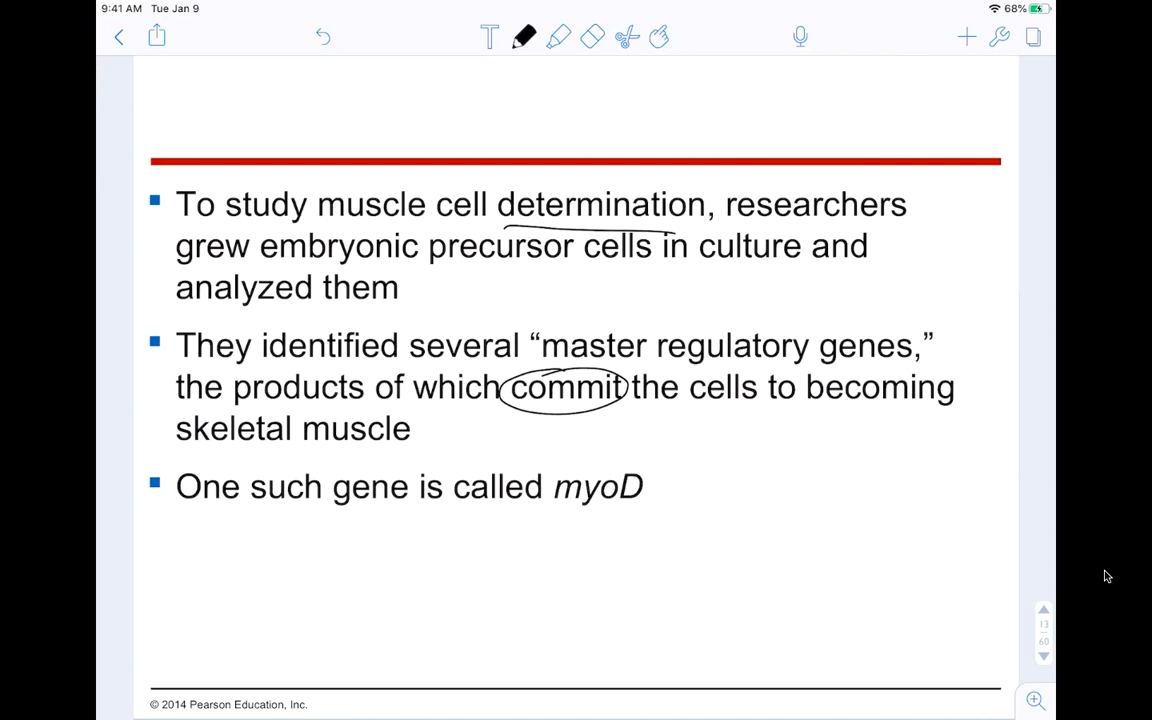 9:41 AM Tue Jan 9
68%
T
To study muscle cell determination, researchers
grew embryonic precursor cells in culture and
analyzed them
They identified several “master regulatory genes,”
the products of which commit the cells to becoming
skeletal muscle
One such gene is called myoD
13
60
© 2014 Pearson Education, Inc.